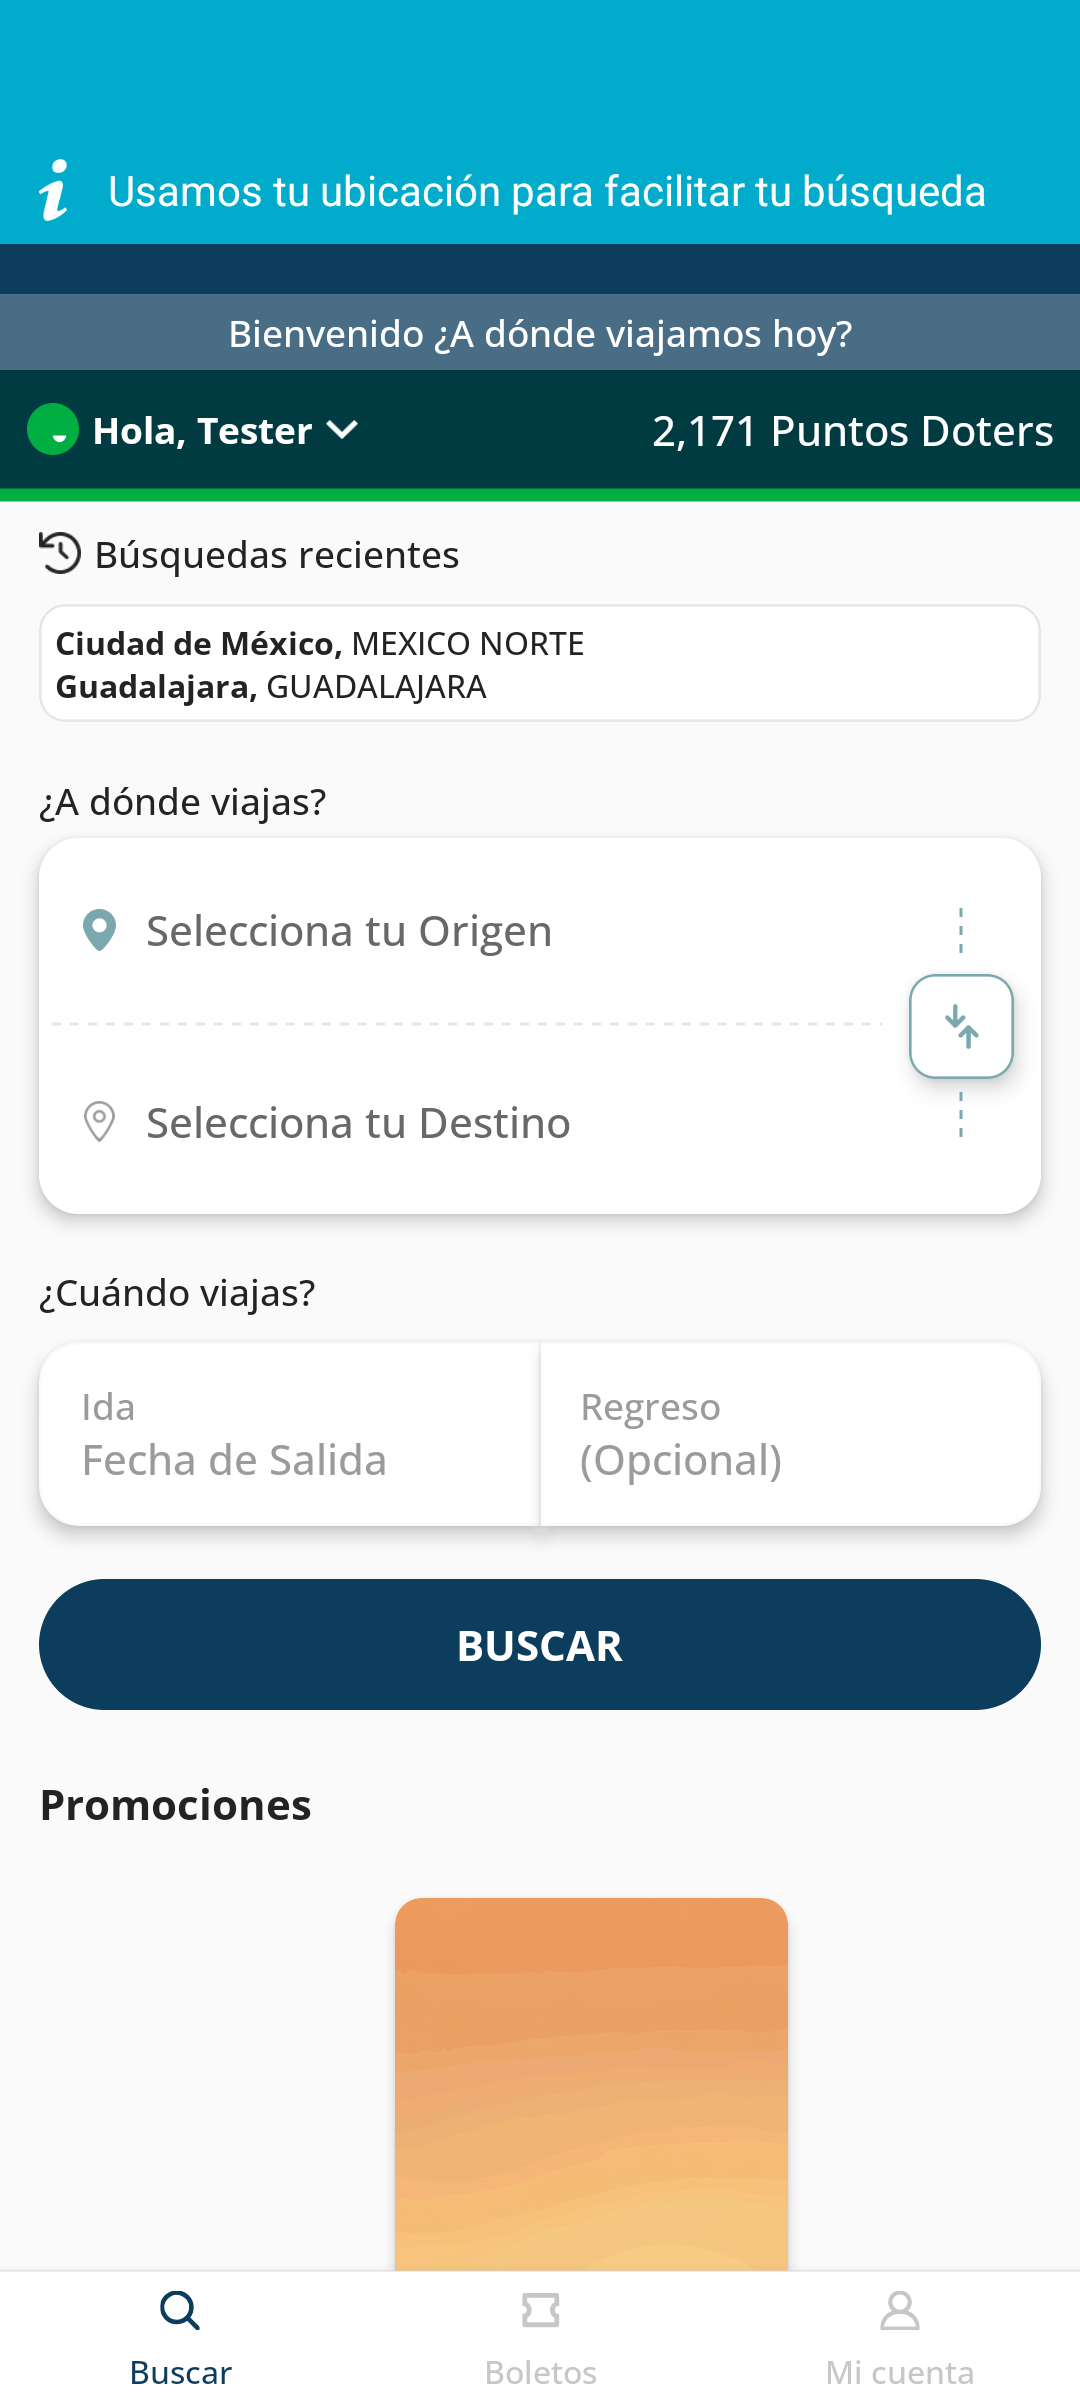 Usamos tu ubicación para facilitar tu búsqueda
Bienvenido ¿A dónde viajamos hoy?
Hola, Tester
2,171 Puntos Doters
Búsquedas recientes
Ciudad de México, MEXICO NORTE
Guadalajara, GUADALAJARA
¿A dónde viajas?
Selecciona tu Origen
Selecciona tu Destino
¿Cuándo viajas?
Ida
Fecha de Salida
Regreso
(Opcional)
BUSCAR
Promociones
Buscar
Boletos
Mi cuenta